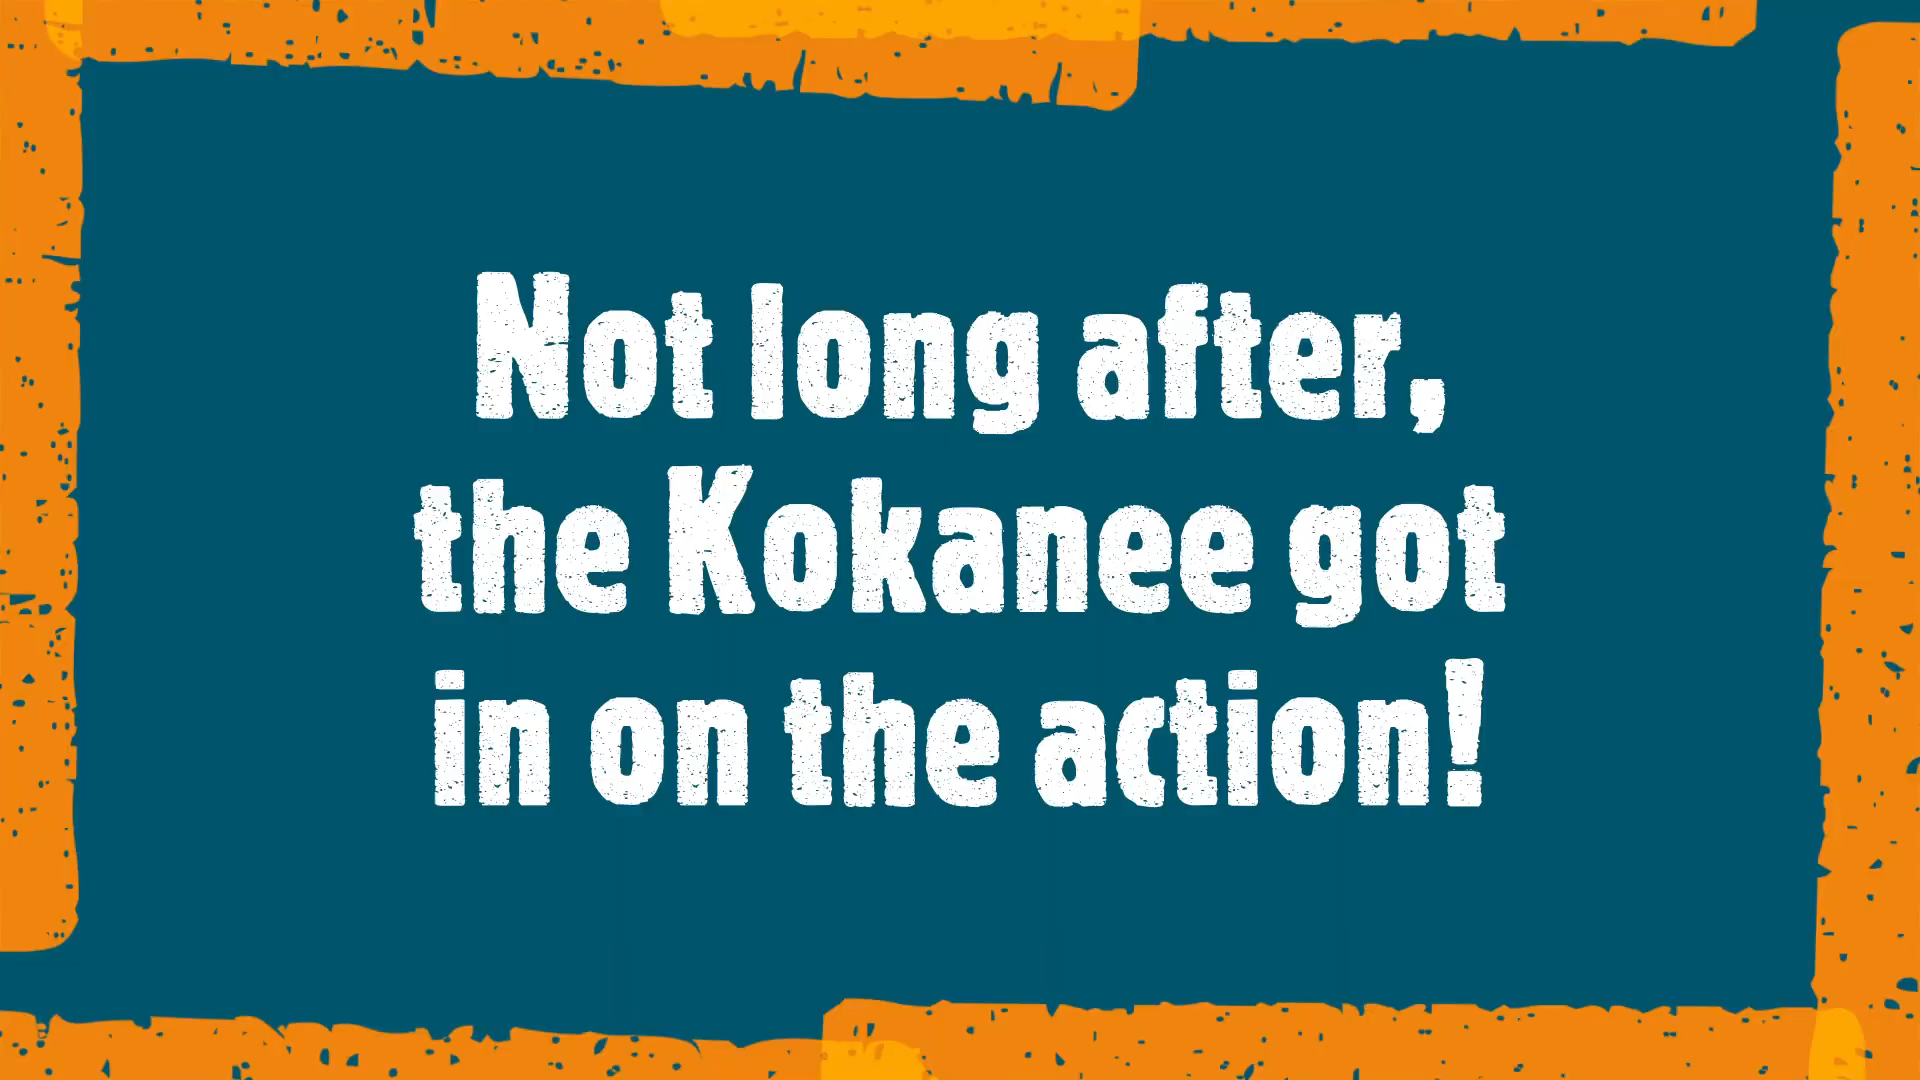 Not long after,
the Kokanee got
in on the action!